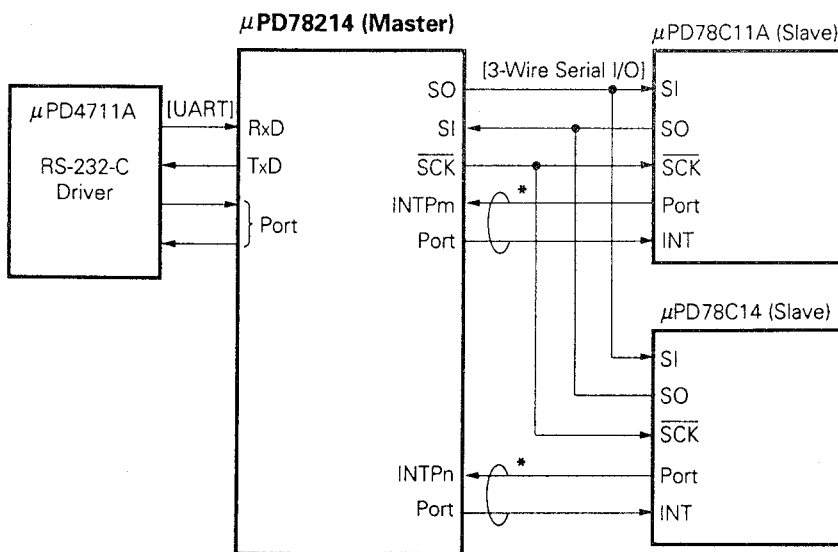 μPD78214 (Master)
μPD78C11A (Slave)
[3-Wire Serial I/O]
μPD4711A
[UART]
RS-232-C
Driver
RxD
TxD
Port
SO
SI
SCK
INTPm
Port
*
SI
SO
SCK
Port
INT
μPD78C14 (Slave)
SI
SO
SCK
Port
INT
INTPn
Port
*